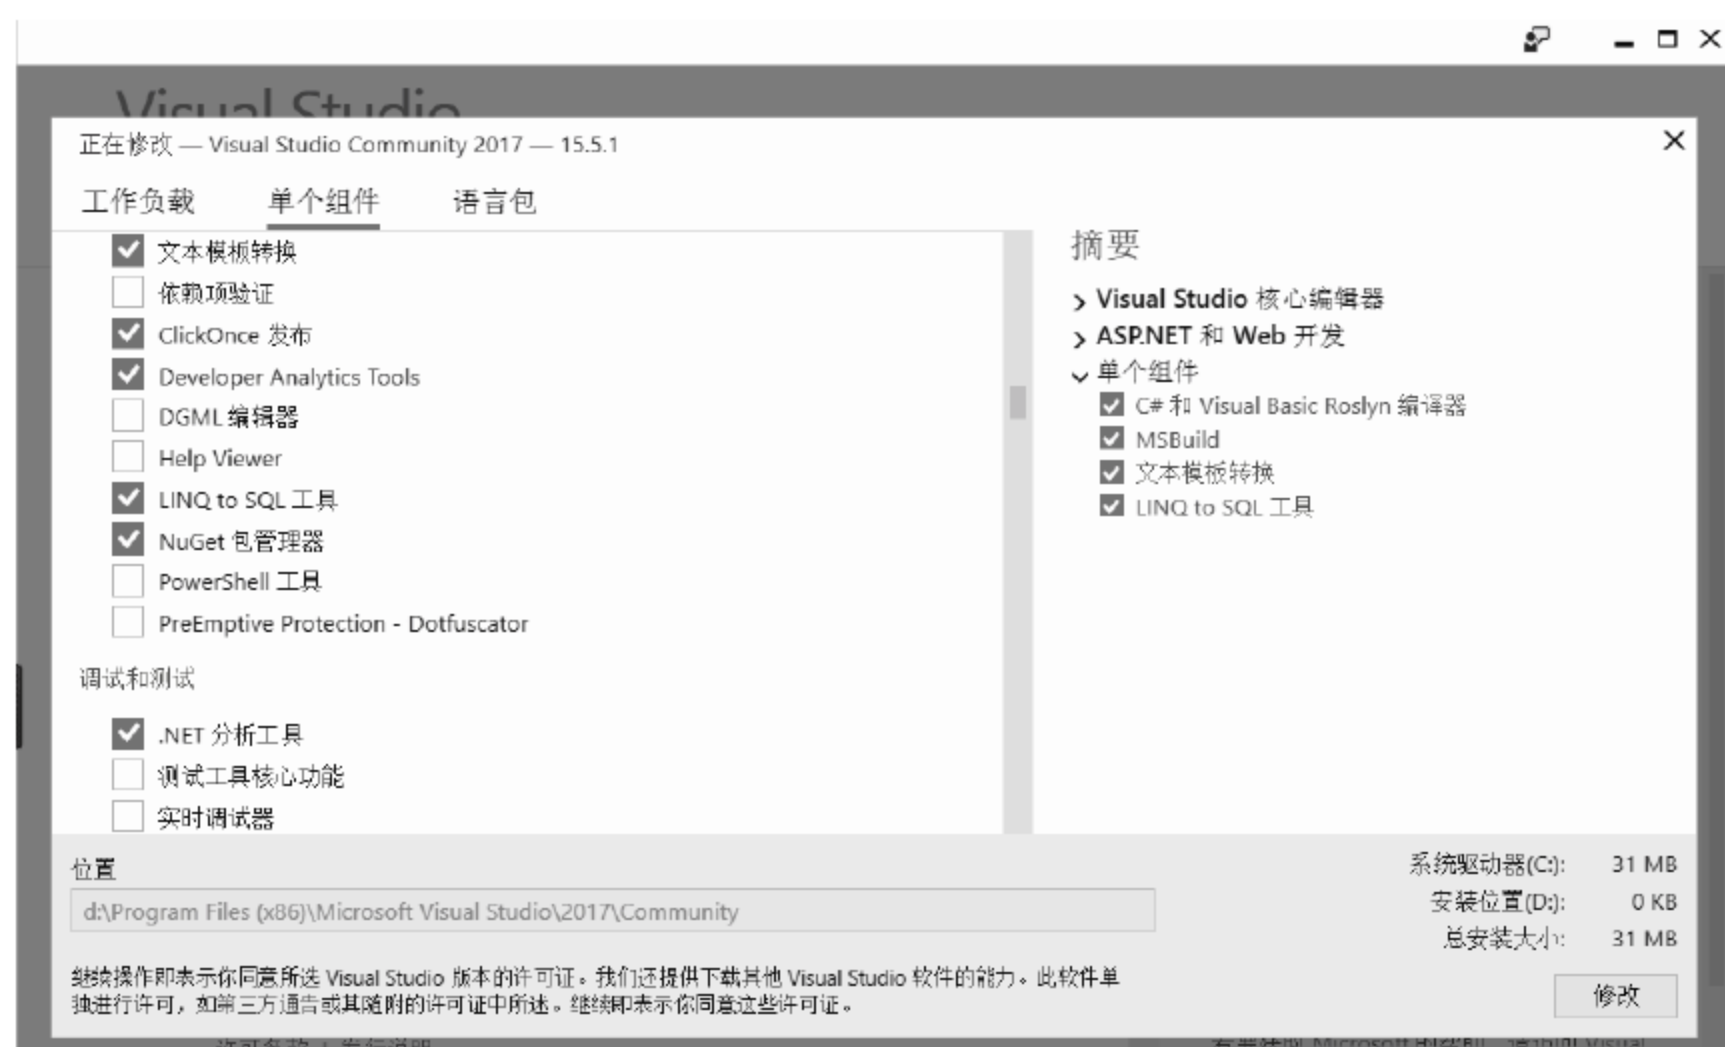 Visual Studio
正在修改 — Visual Studio Community 2017 — 15.5.1
工作负载 单个组件 语言包
文本模板转换
依赖项验证
ClickOnce 发布
Developer Analytics Tools
DGML 编辑器
Help Viewer
LINQ to SQL 工具
NuGet 包管理器
PowerShell 工具
PreEmptive Protection - Dotfuscator
调试和测试
.NET 分析工具
测试工具核心功能
实时调试器
摘要
Visual Studio 核心编辑器
ASP.NET 和 Web 开发
单个组件
C# 和 Visual Basic Roslyn 编译器
MSBuild
文本模板转换
LINQ to SQL 工具
位置
d:\Program Files (x86)\Microsoft Visual Studio\2017\Community
系统驱动器(C:): 31 MB
安装位置(D:): 0 KB
总安装大小: 31 MB
继续操作即表示你同意所选 Visual Studio 版本的许可证。我们还提供下载其他 Visual Studio 软件的能力。此软件单
独进行许可，如第三方通告或其随附的许可证中所述。继续即表示你同意这些许可证。
修改